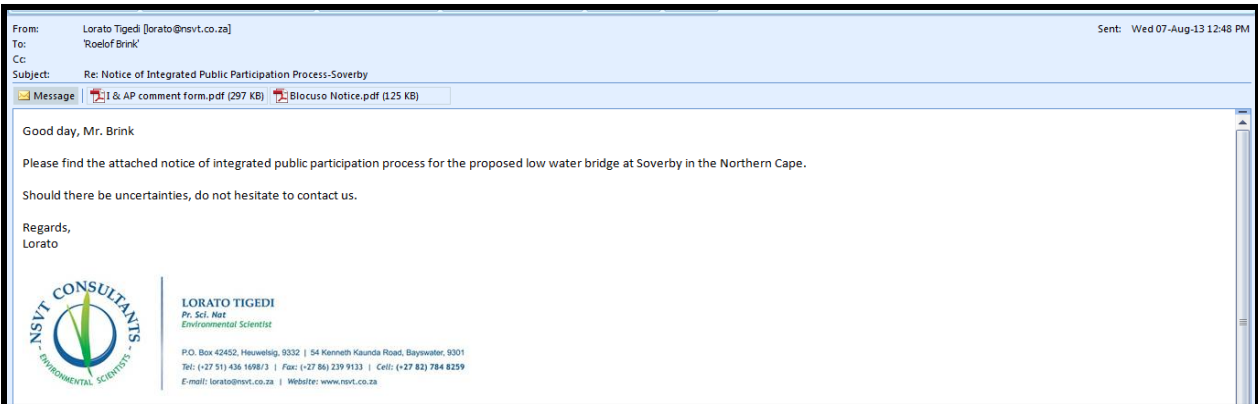 From: Lorato Tigedi [lorato@nsvt.co.za] Sent: Wed 07-Aug-13 12:48 PM
To: 'Roelof Brink'
Cc:
Subject: Re: Notice of Integrated Public Participation Process-Soverby
Message I & AP comment form.pdf (297 KB) Blocuso Notice.pdf (125 KB)
Good day, Mr. Brink
Please find the attached notice of integrated public participation process for the proposed low water bridge at Soverby in the Northern Cape.
Should there be uncertainties, do not hesitate to contact us.
Regards,
Lorato
NSVT CONSULTANTS
- ENVIRONMENTAL SCIENTISTS -
LORATO TIGEDI
Pr. Sci. Nat
Environmental Scientist
P.O. Box 42452, Heuwelsig, 9332 | 54 Kenneth Kaunda Road, Bayswater, 9301
Tel: (+27 51) 436 1698/3 | Fax: (+27 86) 239 9133 | Cell: (+27 82) 784 8259
E-mail: lorato@nsvt.co.za | Website: www.nsvt.co.za